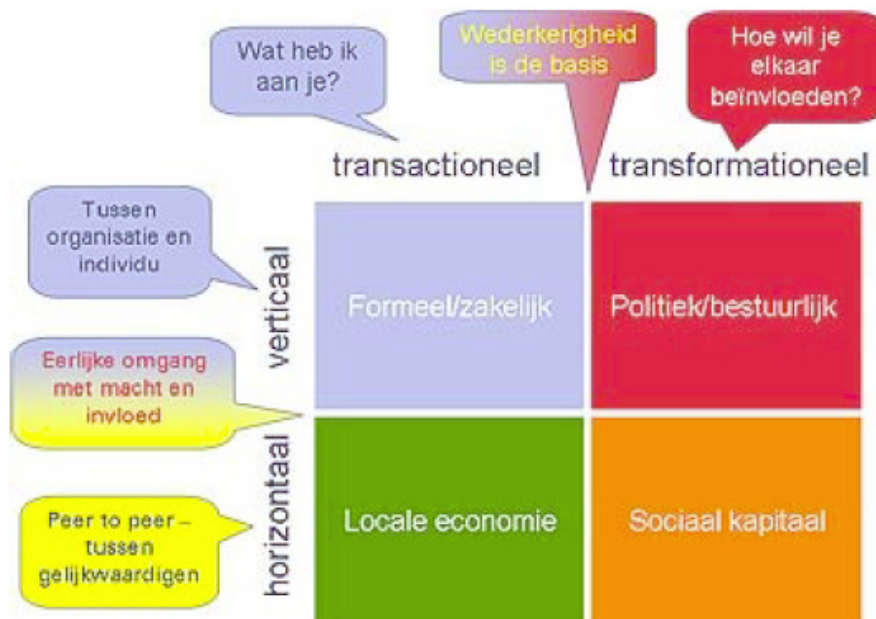 Wat heb ik
aan je?
Wederkerigheid
is de basis
Hoe wil je
elkaar
beïnvloeden?
transactioneel
transformationeel
Tussen
organisatie en
individu
verticaal
Formeel/zakelijk
Politiek/bestuurlijk
Eerlijke omgang
met macht en
invloed
horizontaal
Locale economie
Sociaal kapitaal
Peer to peer –
tussen
gelijkwaardigen